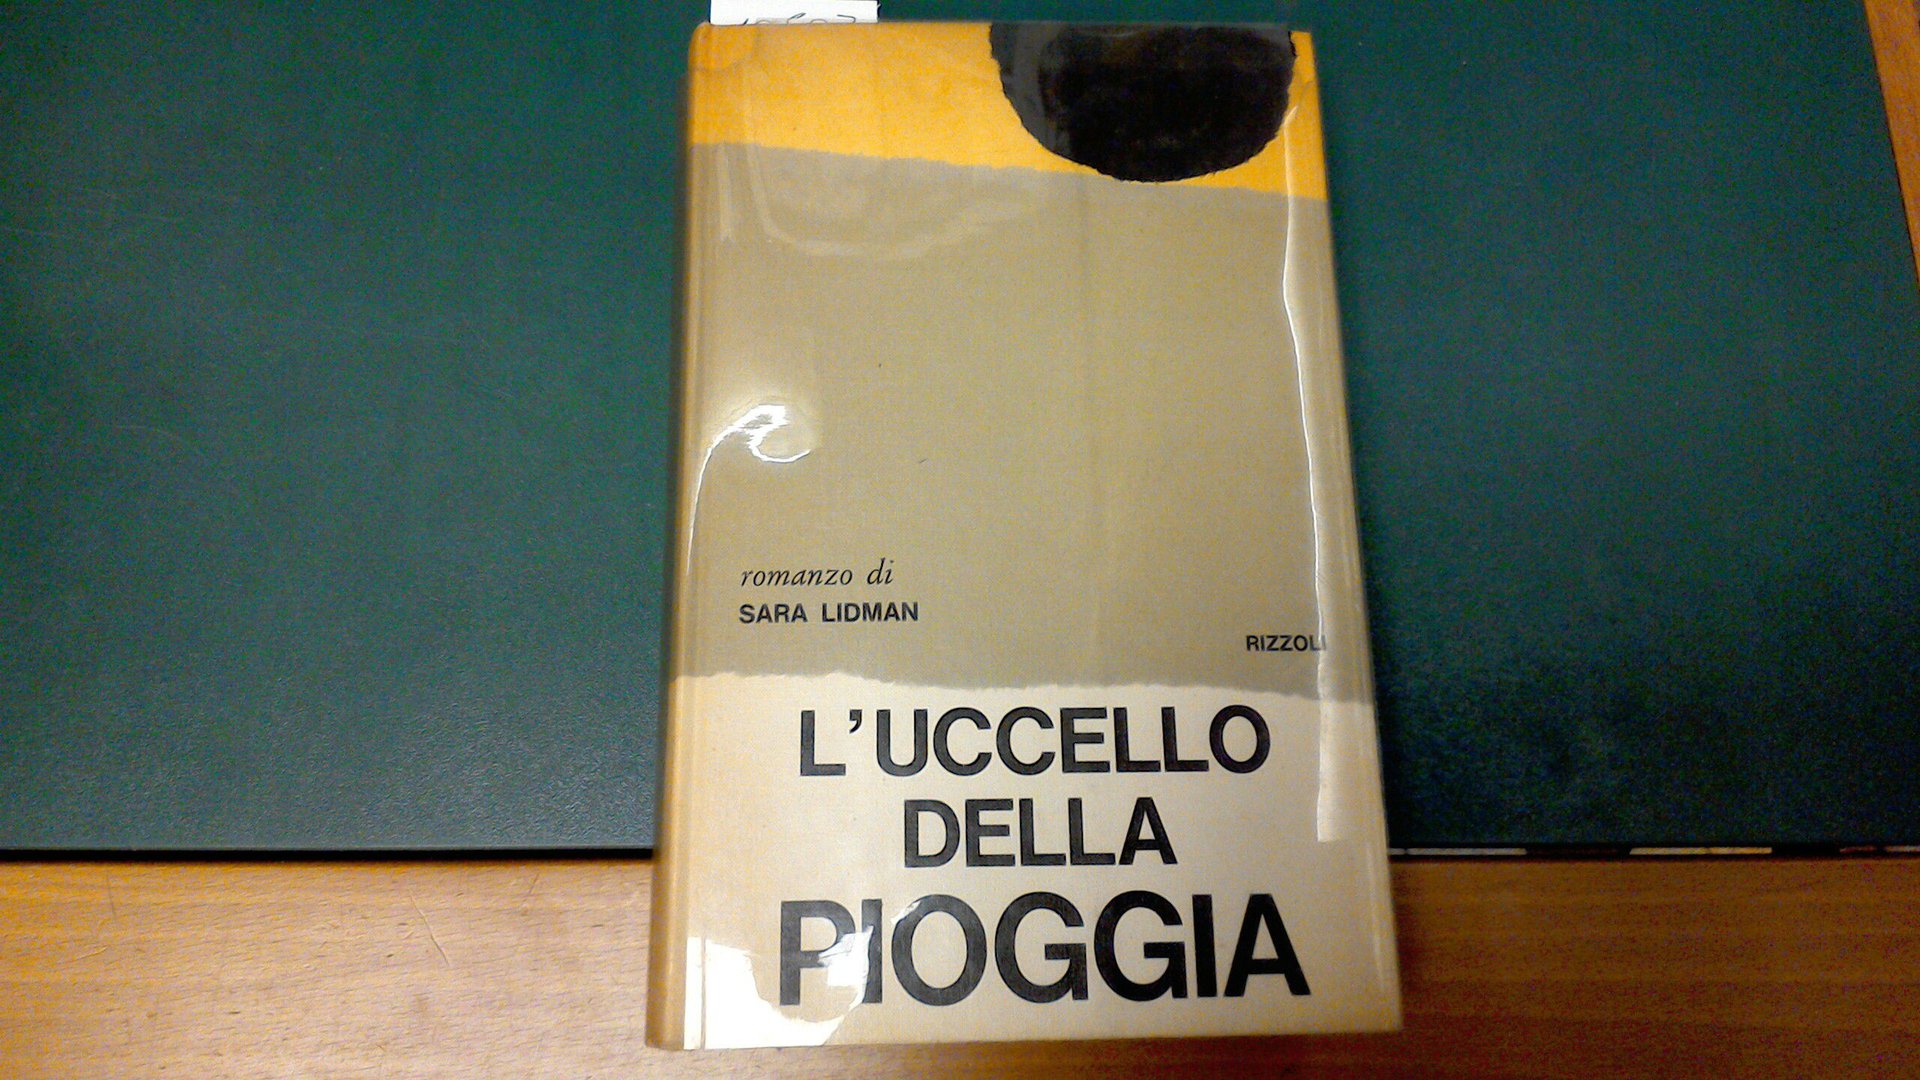 romanzo di
SARA LIDMAN
RIZZOLI
L'UCCELLO
DELLA
PIOGGIA